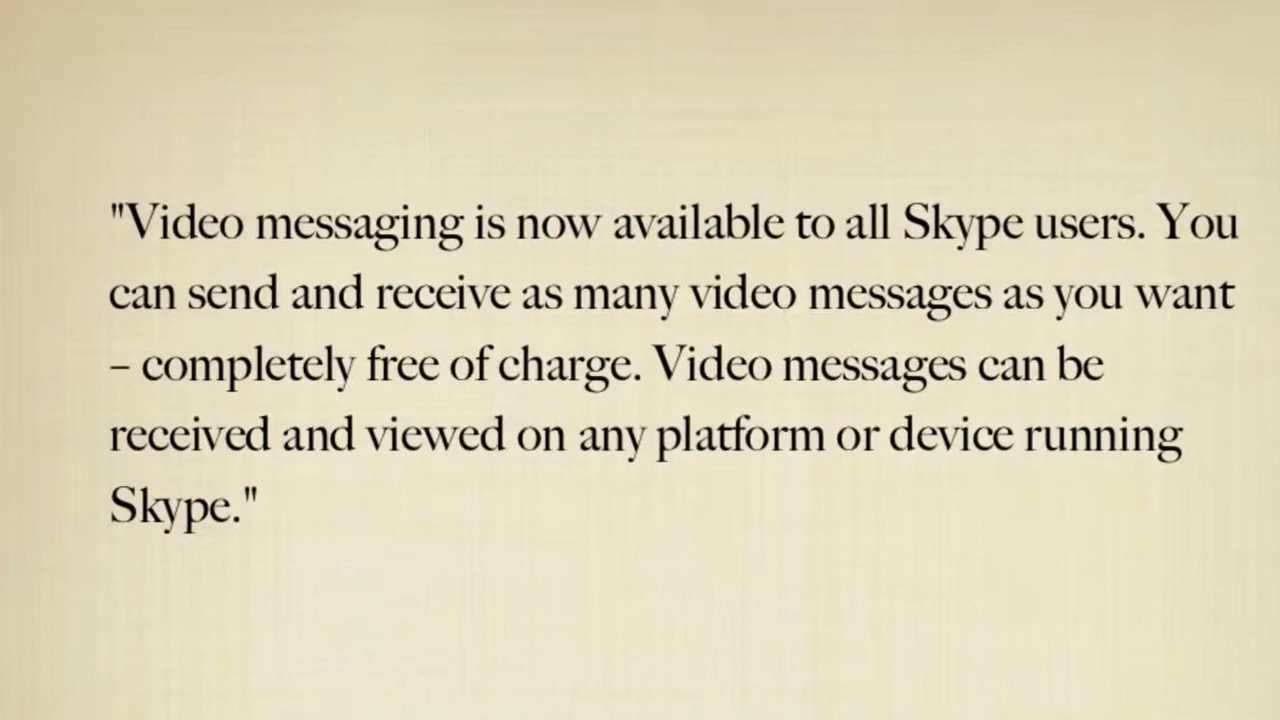 "Video messaging is now available to all Skype users. You
can send and receive as many video messages as you want
– completely free of charge. Video messages can be
received and viewed on any platform or device running
Skype."